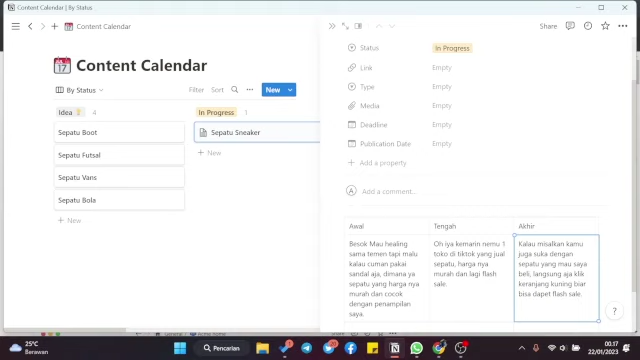 Content Calendar | By Status
Content Calendar
Share
Content Calendar
By Status
Filter
Sort
New
Idea
4
In Progress
1
Sepatu Boot
Sepatu Futsal
Sepatu Vans
Sepatu Bola
+ New
Sepatu Sneaker
+ New
Status
In Progress
Link
Empty
Type
Empty
Media
Empty
Deadline
Empty
Publication Date
Empty
+ Add a property
A
Add a comment...
Awal
Tengah
Akhir
Besok Mau healing
sama temen tapi malu
kalau cuman pakai
sandal aja, dimana ya
sepatu yang harga nya
murah dan cocok
dengan penampilan
saya.
Oh iya kemarin nemu 1
toko di tiktok yang jual
sepatu, harga nya
murah dan lagi flash
sale.
Kalau misalkan kamu
juga suka dengan
sepatu yang mau saya
beli, langsung aja klik
keranjang kuning biar
bisa dapet flash sale.
?
25°C
Berawan
Pencarian
00.17
22/01/2023